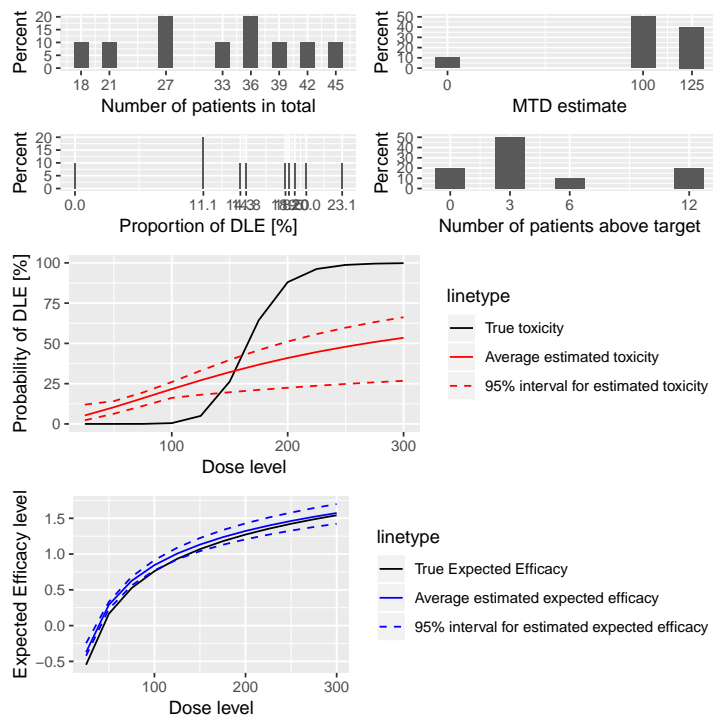 20
15
10
5
0
Percent
18 21 27 33 36 39 42 45
Number of patients in total
50
40
30
20
10
0
Percent
0 100 125
MTD estimate
20
15
10
5
0
Percent
0.0 11.1 23.1
Proportion of DLE [%]
50
40
30
20
10
0
Percent
0 3 6 12
Number of patients above target
100
75
50
25
0
Probability of DLE [%]
100 200 300
Dose level
linetype
True toxicity
Average estimated toxicity
95% interval for estimated toxicity
1.5
1.0
0.5
0.0
−0.5
Expected Efficacy level
100 200 300
Dose level
linetype
True Expected Efficacy
Average estimated expected efficacy
95% interval for estimated expected efficacy